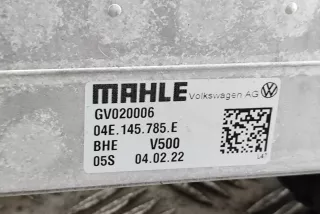 MAHLE Volkswagen AG
GV020006
04E.145.785.E
BHE V500
05S 04.02.22